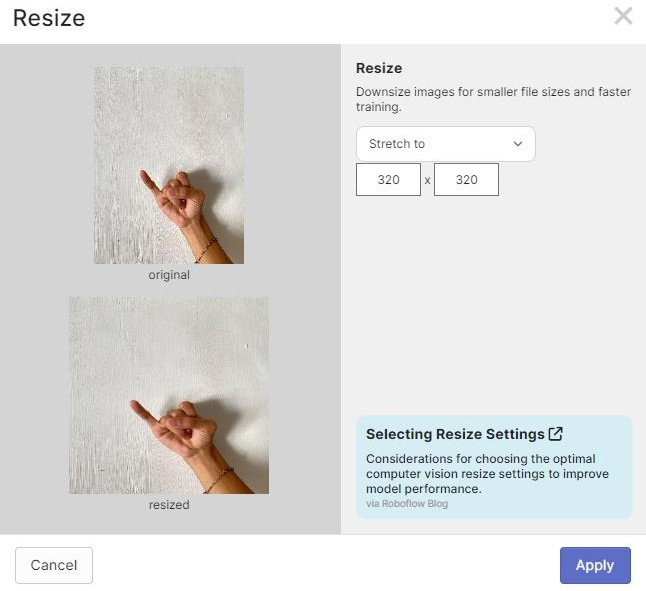 Resize
Resize
Downsize images for smaller file sizes and faster
training.
Stretch to
320 x 320
original
resized
Selecting Resize Settings
Considerations for choosing the optimal
computer vision resize settings to improve
model performance.
via Roboflow Blog
Cancel
Apply